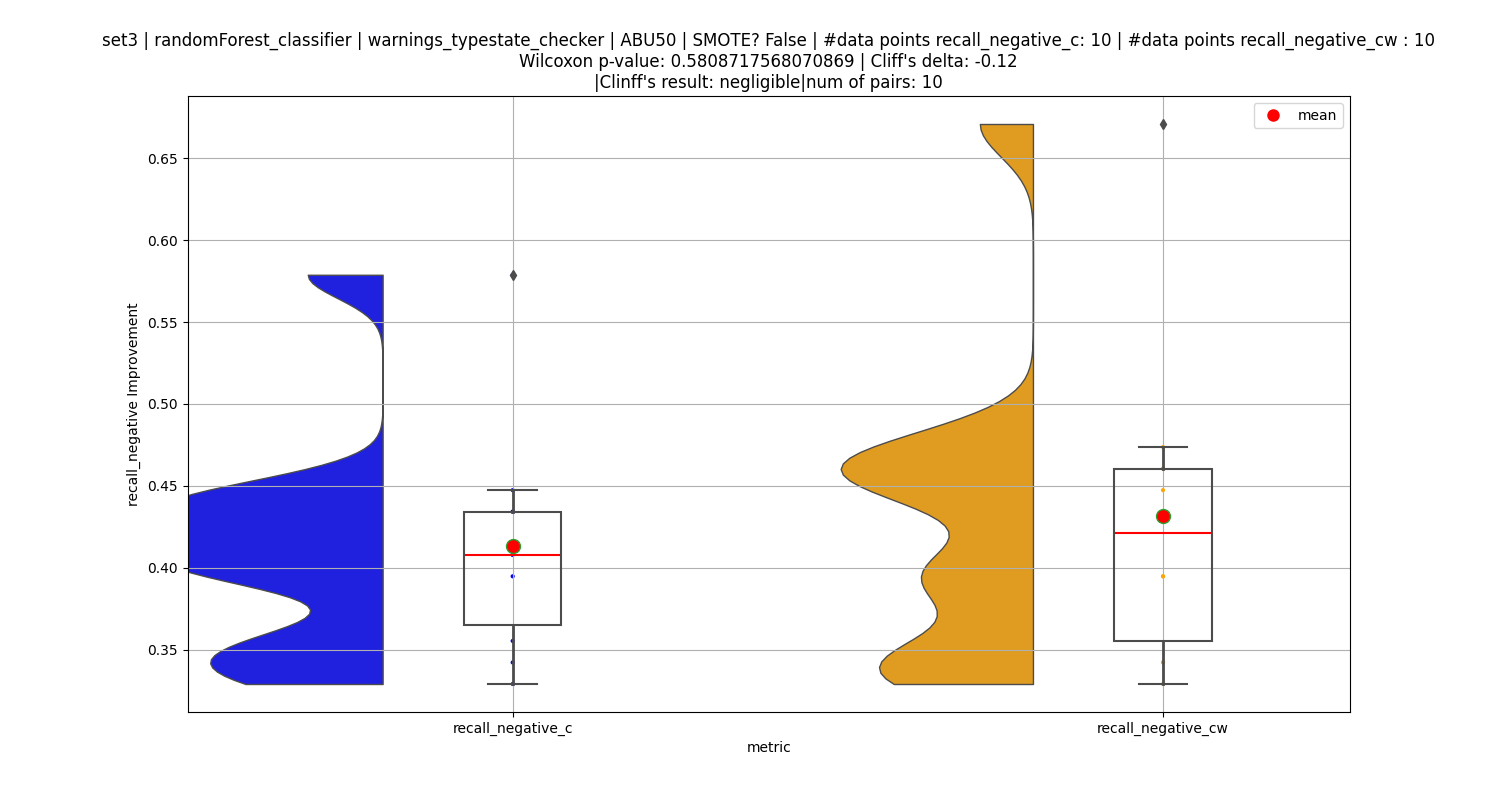 set3 | randomForest_classifier | warnings_typestate_checker | ABU50 | SMOTE? False | #data points recall_negative_c: 10 | #data points recall_negative_cw : 10
Wilcoxon p-value: 0.5808717568070869 | Cliff's delta: -0.12
|Clinff's result: negligible|num of pairs: 10
mean
0.65
0.60
0.55
0.50
0.45
0.40
0.35
recall_negative Improvement
recall_negative_c
recall_negative_cw
metric